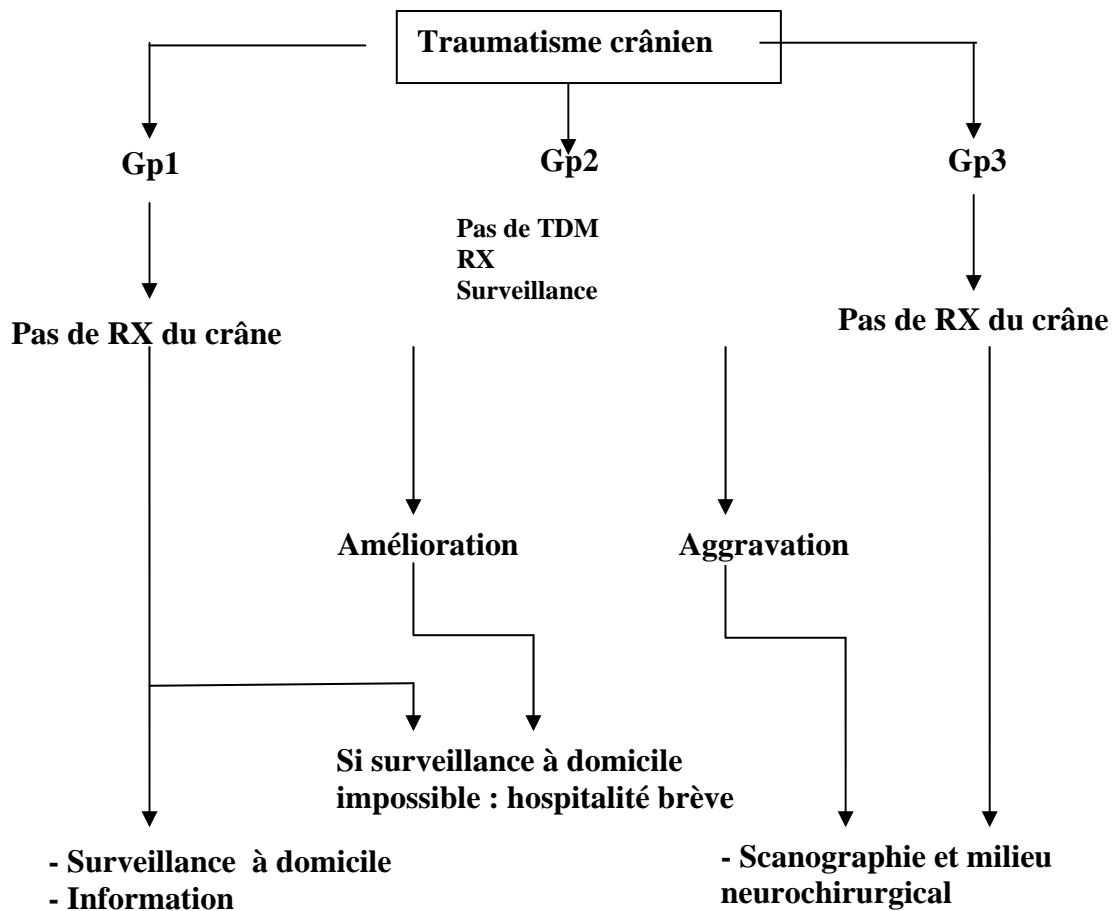 Traumatisme crânien
Gp1
Gp2
Gp3
Pas de TDM
RX
Surveillance
Pas de RX du crâne
Pas de RX du crâne
Amélioration
Aggravation
Si surveillance à domicile
impossible : hospitalité brève
- Surveillance à domicile
- Information
- Scanographie et milieu
neurochirurgical